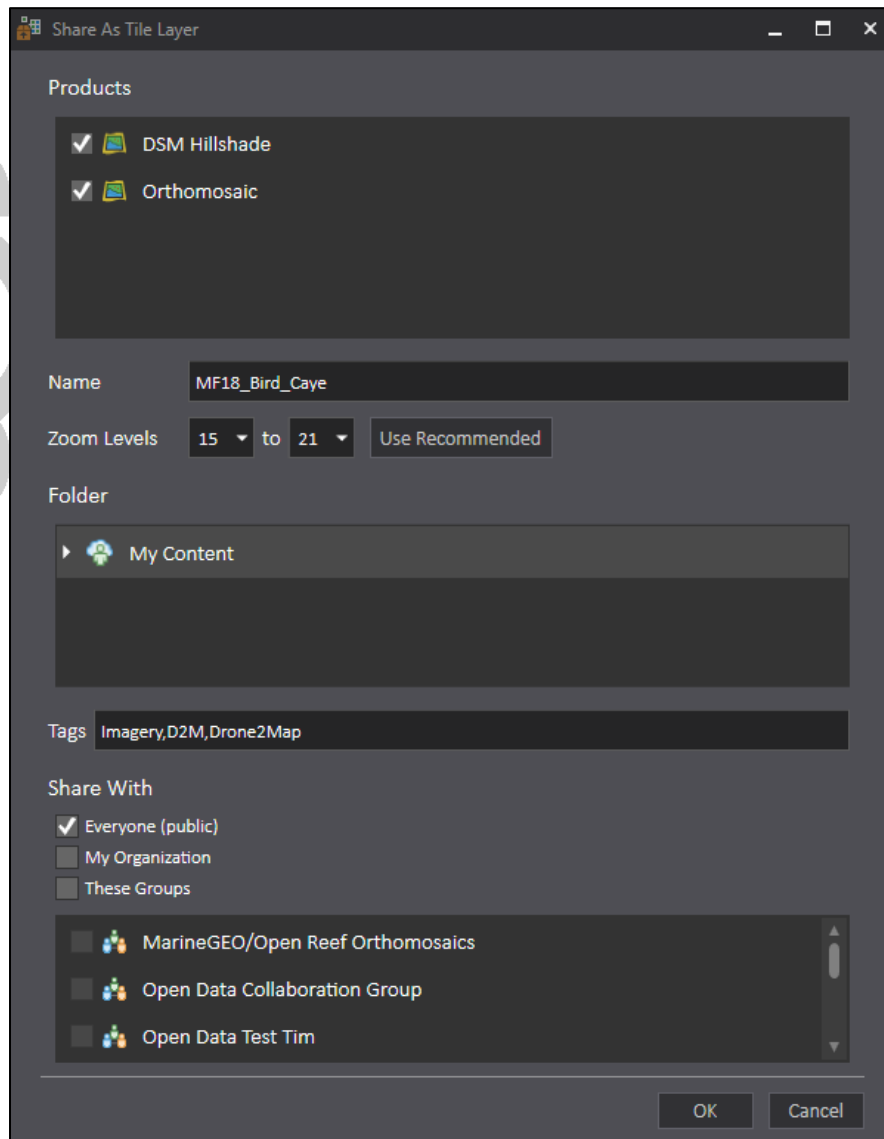 Share As Tile Layer
Products
DSM Hillshade
Orthomosaic
Name MF18_Bird_Caye
Zoom Levels 15 to 21 Use Recommended
Folder
My Content
Tags Imagery,D2M,Drone2Map
Share With
Everyone (public)
My Organization
These Groups
MarineGEO/Open Reef Orthomosaics
Open Data Collaboration Group
Open Data Test Tim
OK Cancel